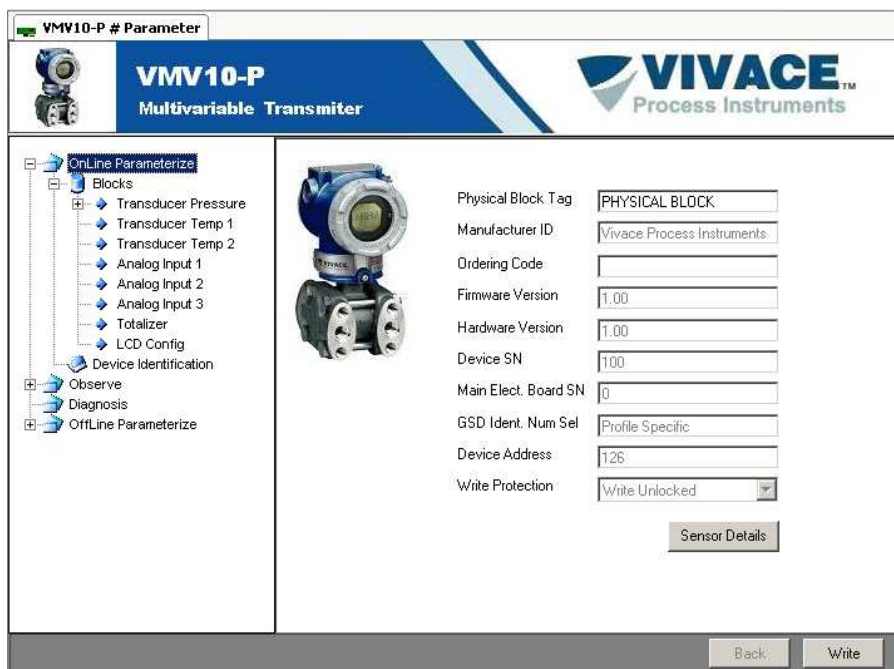 VMV10-P # Parameter
VMV10-P
Multivariable Transmiter
VIVACE™
Process Instruments
OnLine Parameterize
Blocks
Transducer Pressure
Transducer Temp 1
Transducer Temp 2
Analog Input 1
Analog Input 2
Analog Input 3
Totalizer
LCD Config
Device Identification
Observe
Diagnosis
OffLine Parameterize
VIVACE
Physical Block Tag PHYSICAL BLOCK
Manufacturer ID Vivace Process Instruments
Ordering Code
Firmware Version 1.00
Hardware Version 1.00
Device SN 100
Main Elect. Board SN 0
GSD Ident. Num Sel Profile Specific
Device Address 126
Write Protection Write Unlocked
Sensor Details
Back Write